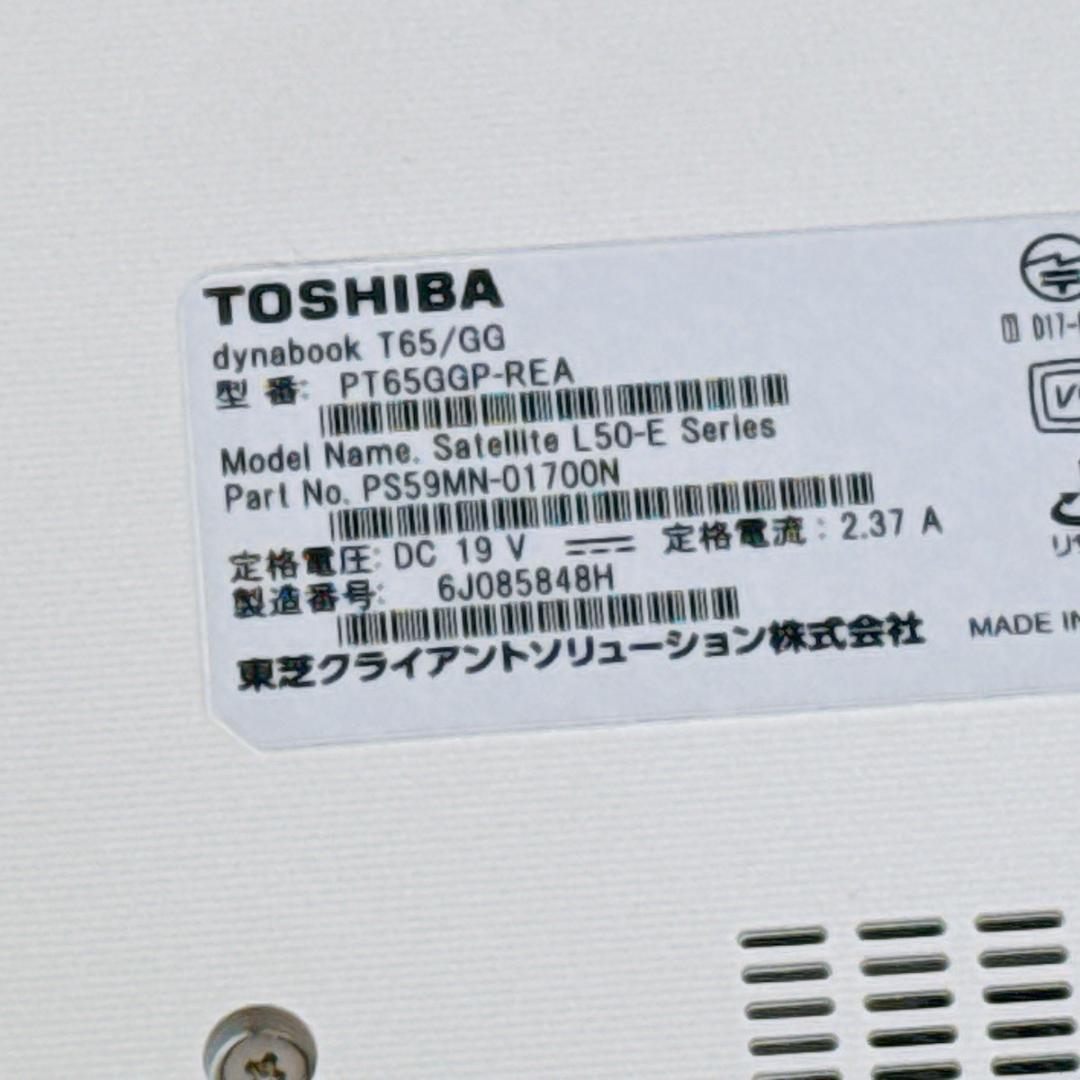 TOSHIBA
dynabook T65/GG
型 番: PT65GGP-REA
Model Name. Satellite L50-E Series
Part No. PS59MN-01700N
定格電圧: DC 19 V 定格電流: 2.37 A
製造番号: 6J085848H
東芝クライアントソリューション株式会社
D17-
MADE IN